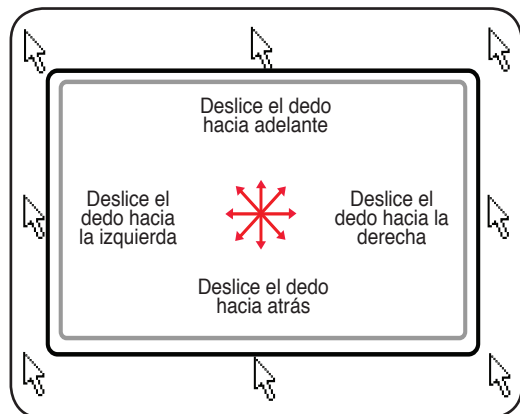 Deslice el dedo
hacia adelante
Deslice el
dedo hacia
la izquierda
Deslice el
dedo hacia la
derecha
Deslice el dedo
hacia atrás